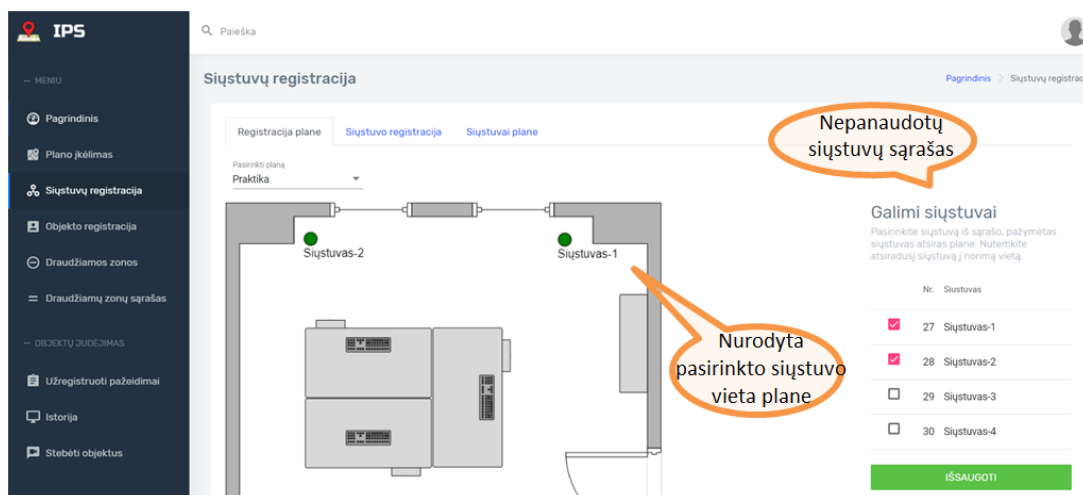 IPS
Paieška
— MENIU
Siųstuvų registracija
Pagrindinis > Siųstuvų registrac
Pagrindinis
Plano įkėlimas
Siųstuvų registracija
Objekto registracija
Draudžiamos zonos
Draudžiamų zonų sąrašas
— OBJEKTŲ JUDĖJIMAS
Užregistruoti pažeidimai
Istorija
Stebėti objektus
Registracija plane
Siųstuvo registracija
Siųstuvai plane
Pasirinkti planą
Praktika
Siųstuvas-2
Siųstuvas-1
Nurodyta
pasirinkto siųstuvo
vieta plane
Nepanaudotų
siųstuvų sąrašas
Galimi siųstuvai
Pasirinkite siųstuvą iš sąrašo, pažymėtas
siųstuvas atsiras plane. Nutemkite
atsiradusį siųstuvą į norimą vietą.
Nr. Siustuvas
27 Siųstuvas-1
28 Siųstuvas-2
29 Siųstuvas-3
30 Siųstuvas-4
IŠSAUGOTI